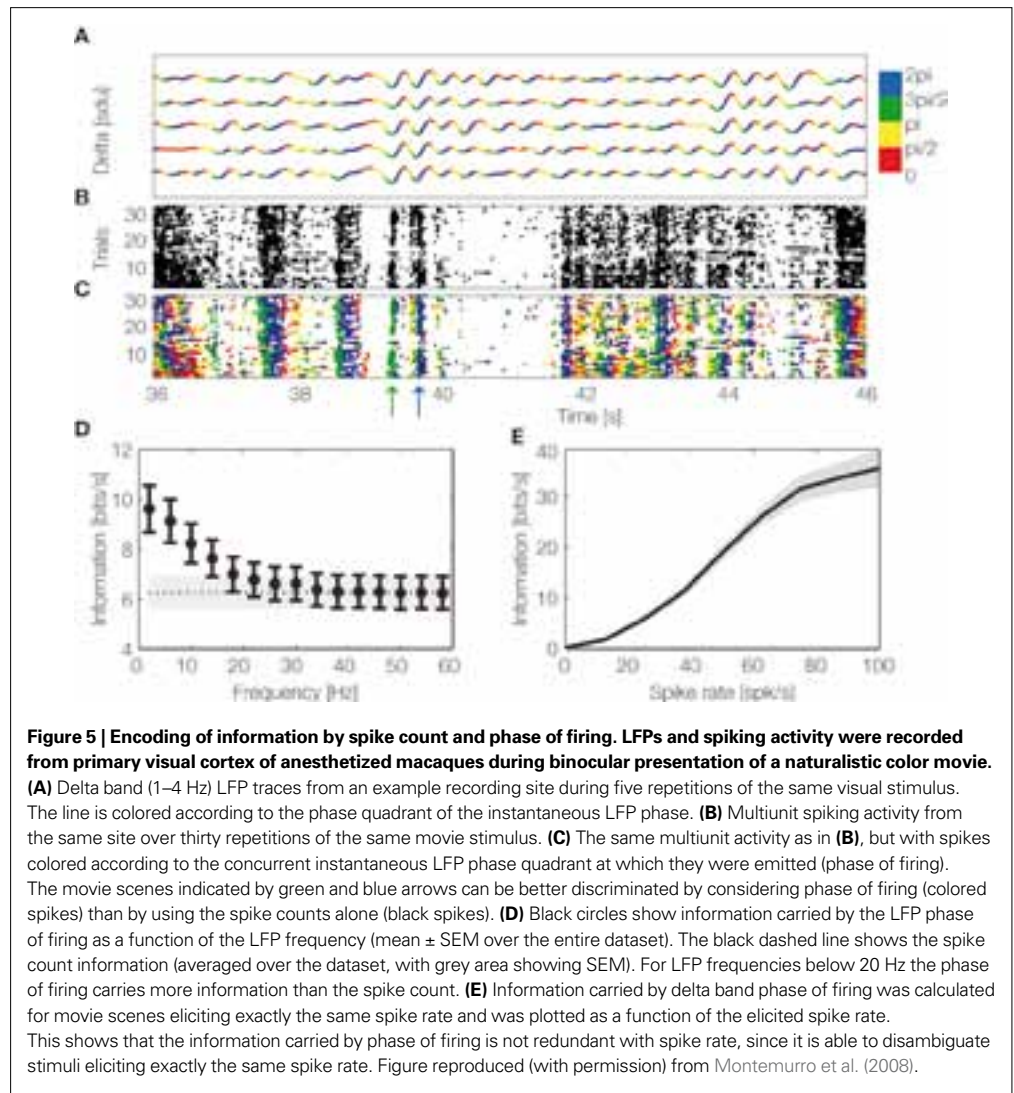 A
Delta [sdu]
2pi
3pi/2
pi
pi/2
0
B
Trials
30
20
10
C
30
20
10
36
38
40
42
44
46
Time [s]
D
Information [bits/s]
12
10
8
6
4
0
10
20
30
40
50
60
Frequency [Hz]
E
Information [bits/s]
40
30
20
10
0
0
20
40
60
80
100
Spike rate [spk/s]
Figure 5 | Encoding of information by spike count and phase of firing. LFPs and spiking activity were recorded
from primary visual cortex of anesthetized macaques during binocular presentation of a naturalistic color movie.
(A) Delta band (1–4 Hz) LFP traces from an example recording site during five repetitions of the same visual stimulus.
The line is colored according to the phase quadrant of the instantaneous LFP phase. (B) Multiunit spiking activity from
the same site over thirty repetitions of the same movie stimulus. (C) The same multiunit activity as in (B), but with spikes
colored according to the concurrent instantaneous LFP phase quadrant at which they were emitted (phase of firing).
The movie scenes indicated by green and blue arrows can be better discriminated by considering phase of firing (colored
spikes) than by using the spike counts alone (black spikes). (D) Black circles show information carried by the LFP phase
of firing as a function of the LFP frequency (mean ± SEM over the entire dataset). The black dashed line shows the spike
count information (averaged over the dataset, with grey area showing SEM). For LFP frequencies below 20 Hz the phase
of firing carries more information than the spike count. (E) Information carried by delta band phase of firing was calculated
for movie scenes eliciting exactly the same spike rate and was plotted as a function of the elicited spike rate.
This shows that the information carried by phase of firing is not redundant with spike rate, since it is able to disambiguate
stimuli eliciting exactly the same spike rate. Figure reproduced (with permission) from Montemurro et al. (2008).